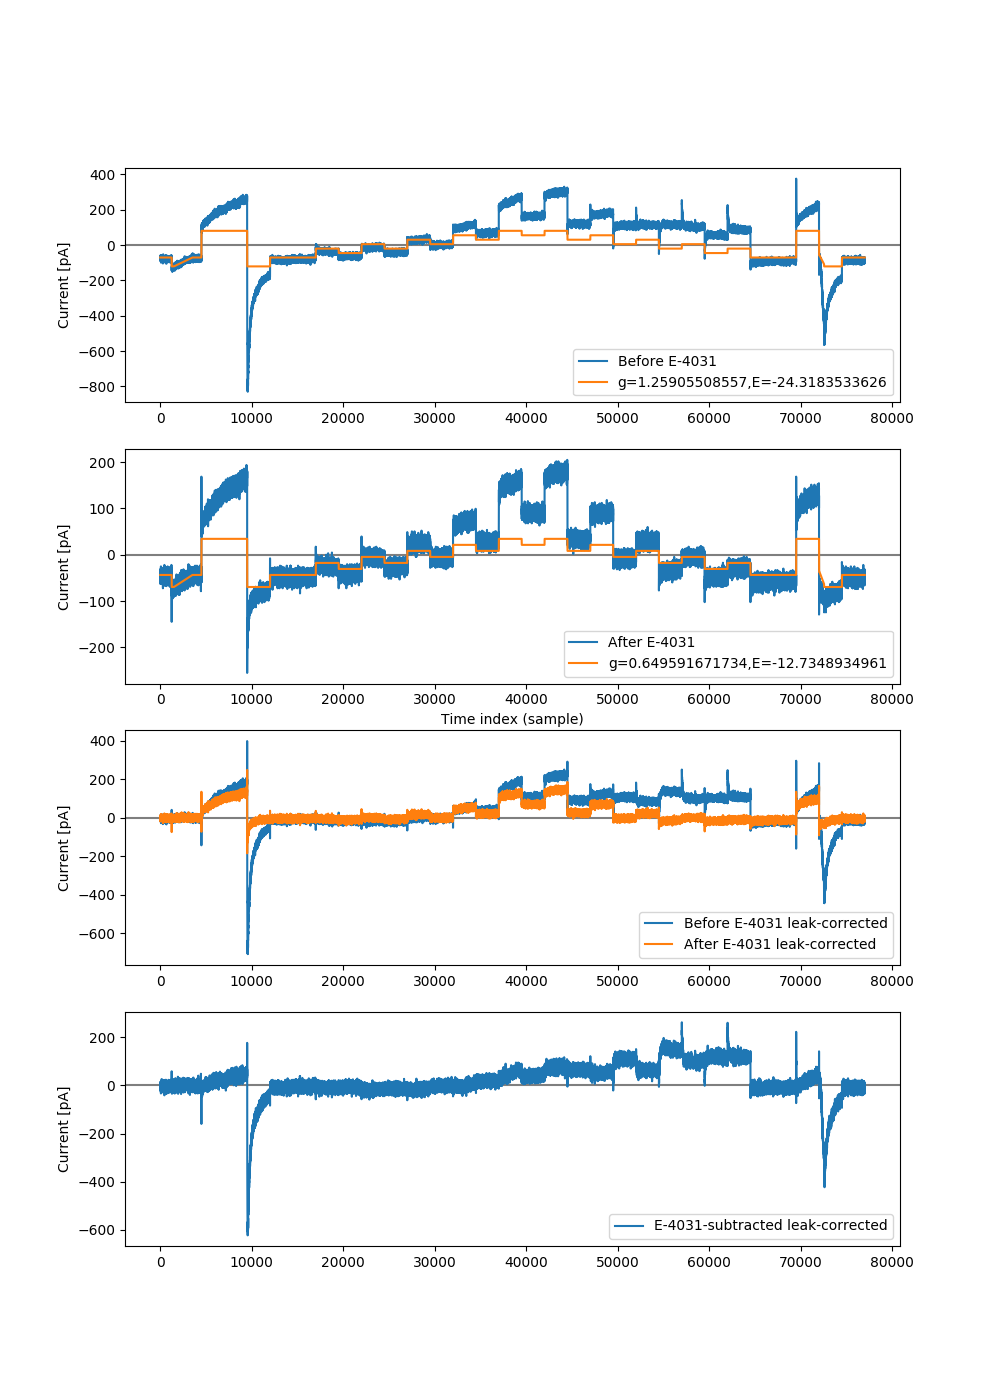 400
200
0
−200
−400
−600
−800
Current [pA]
Before E-4031
g=1.25905508557,E=-24.3183533626
0 10000 20000 30000 40000 50000 60000 70000 80000
200
100
0
−100
−200
Current [pA]
After E-4031
g=0.649591671734,E=-12.7348934961
0 10000 20000 30000 40000 50000 60000 70000 80000
Time index (sample)
400
200
0
−200
−400
−600
Current [pA]
Before E-4031 leak-corrected
After E-4031 leak-corrected
0 10000 20000 30000 40000 50000 60000 70000 80000
200
0
−200
−400
−600
Current [pA]
E-4031-subtracted leak-corrected
0 10000 20000 30000 40000 50000 60000 70000 80000